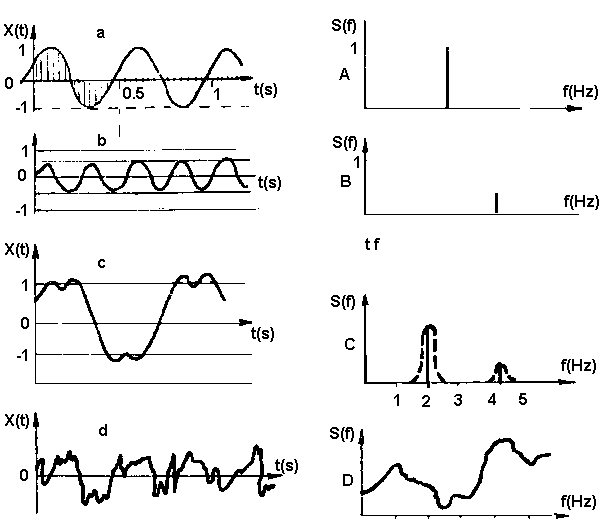 X(t)
a
1
0
-1
0.5
1
t(s)
b
1
0
-1
t(s)
X(t)
c
1
0
-1
t(s)
X(t)
d
0
t(s)
S(f)
1
A
f(Hz)
S(f)
1
B
f(Hz)
t f
S(f)
C
f(Hz)
1 2 3 4 5
S(f)
D
f(Hz)